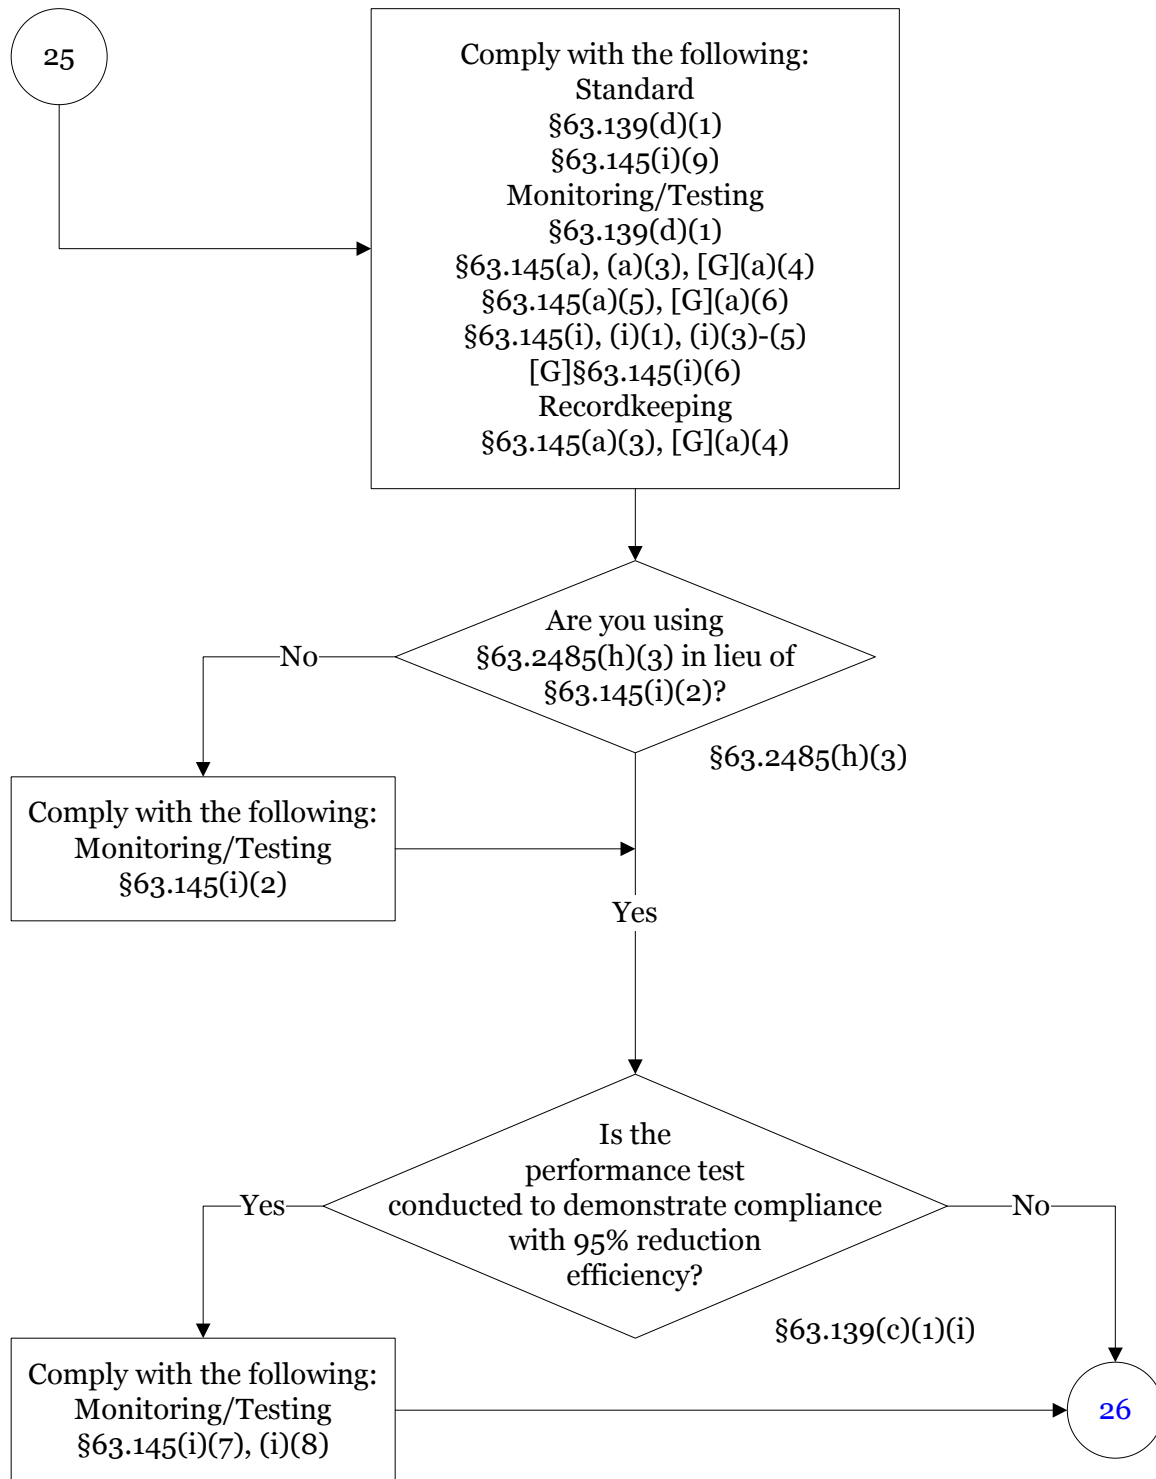 25
Comply with the following:
Standard
§63.139(d)(1)
§63.145(i)(9)
Monitoring/Testing
§63.139(d)(1)
§63.145(a), (a)(3), [G](a)(4)
§63.145(a)(5), [G](a)(6)
§63.145(i), (i)(1), (i)(3)-(5)
[G]§63.145(i)(6)
Recordkeeping
§63.145(a)(3), [G](a)(4)
Are you using
§63.2485(h)(3) in lieu of
§63.145(i)(2)?
No
§63.2485(h)(3)
Comply with the following:
Monitoring/Testing
§63.145(i)(2)
Yes
Is the
performance test
conducted to demonstrate compliance
with 95% reduction
efficiency?
Yes
No
§63.139(c)(1)(i)
Comply with the following:
Monitoring/Testing
§63.145(i)(7), (i)(8)
26